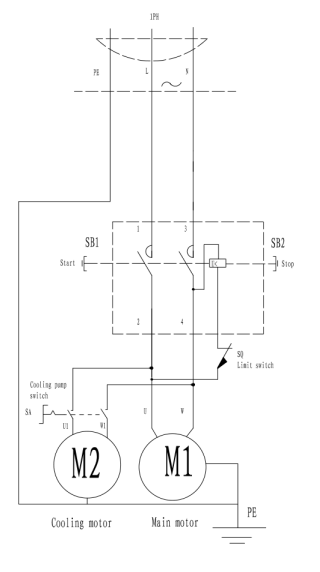 1PH
PE
L
N
SB1
1
3
SB2
Start
Stop
2
4
SQ
Limit switch
Cooling pump
switch
SA
U1
W1
U
W
M2
M1
PE
Cooling motor
Main motor